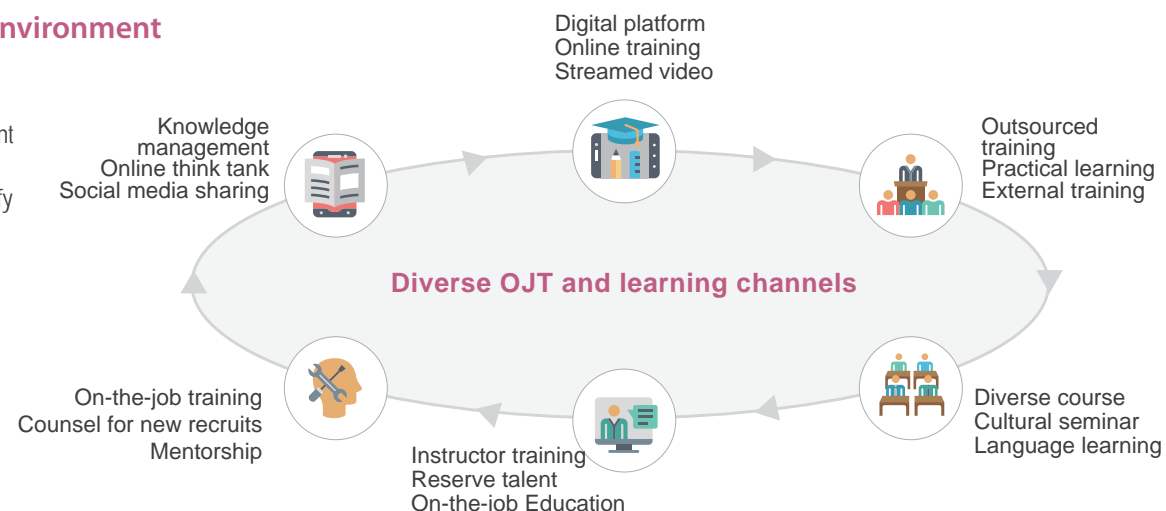 nvironment
nt
fy
Digital platform
Online training
Streamed video
Knowledge
management
Online think tank
Social media sharing
Outsourced
training
Practical learning
External training
Diverse OJT and learning channels
On-the-job training
Counsel for new recruits
Mentorship
Instructor training
Reserve talent
On-the-job Education
Diverse course
Cultural seminar
Language learning